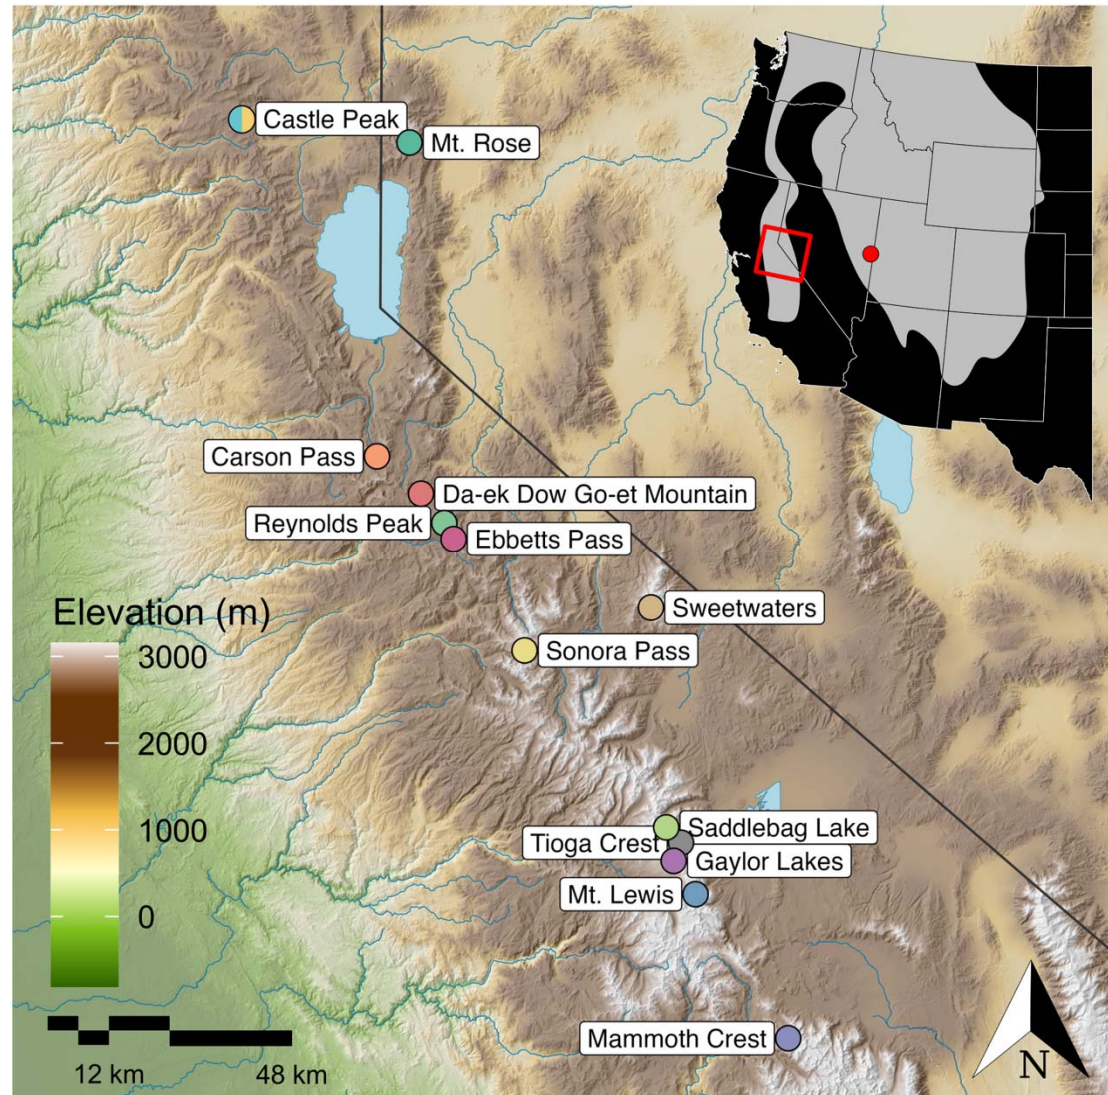 Castle Peak
Mt. Rose
Carson Pass
Da-ek Dow Go-et Mountain
Reynolds Peak
Ebbetts Pass
Elevation (m)
Sweetwaters
Sonora Pass
3000
2000
1000
0
Saddlebag Lake
Tioga Crest
Gaylor Lakes
Mt. Lewis
Mammoth Crest
12 km
48 km
N